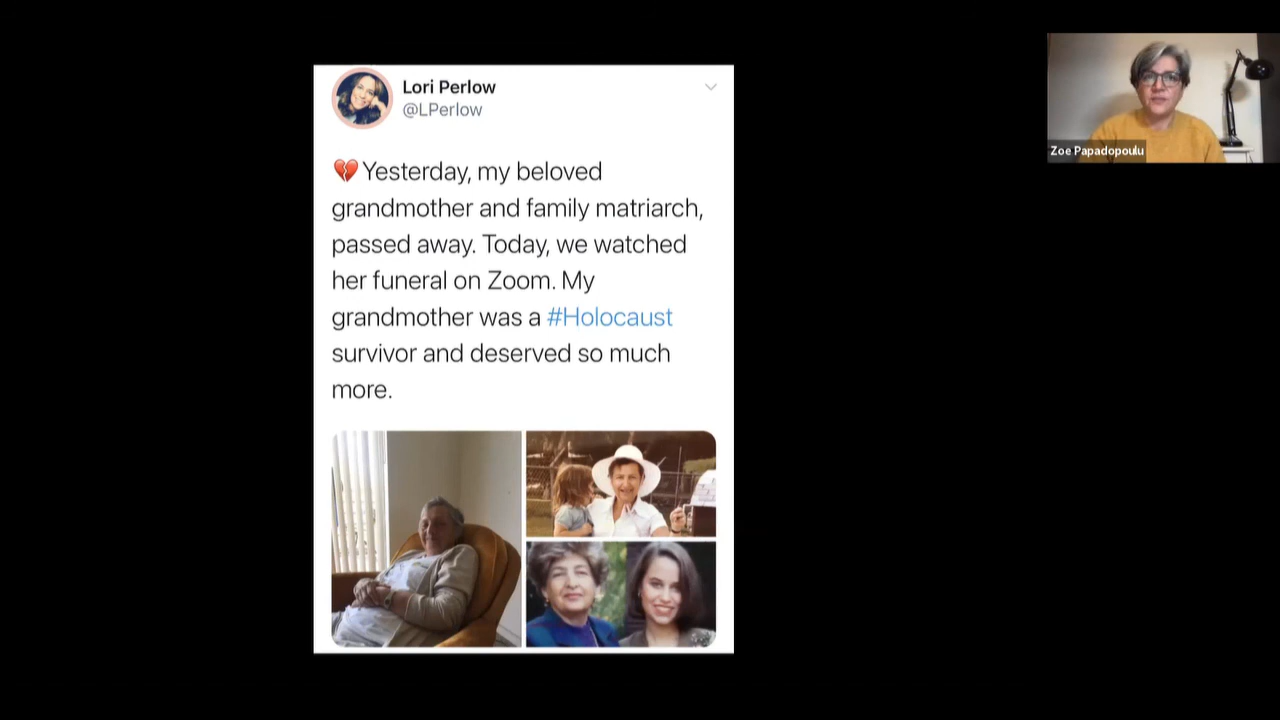 Lori Perlow
@LPerlow
💔 Yesterday, my beloved
grandmother and family matriarch,
passed away. Today, we watched
her funeral on Zoom. My
grandmother was a #Holocaust
survivor and deserved so much
more.
Zoe Papadopoulu